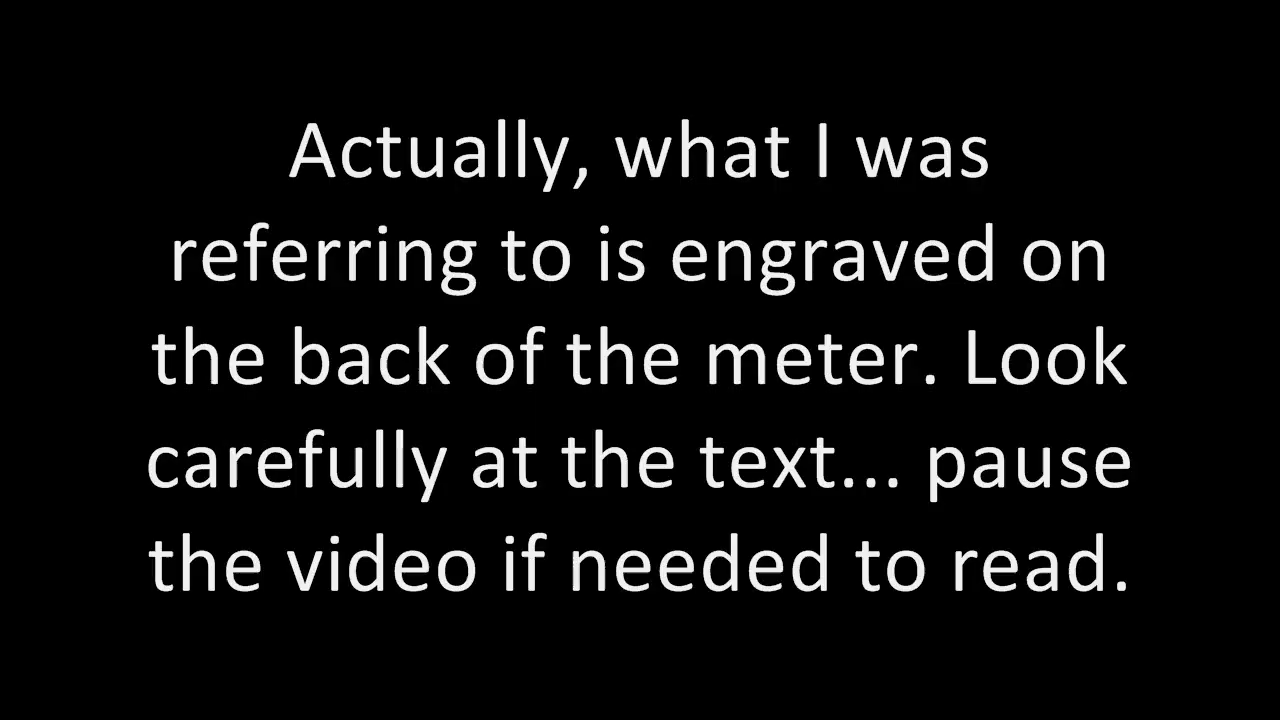 Actually, what I was
referring to is engraved on
the back of the meter. Look
carefully at the text... pause
the video if needed to read.